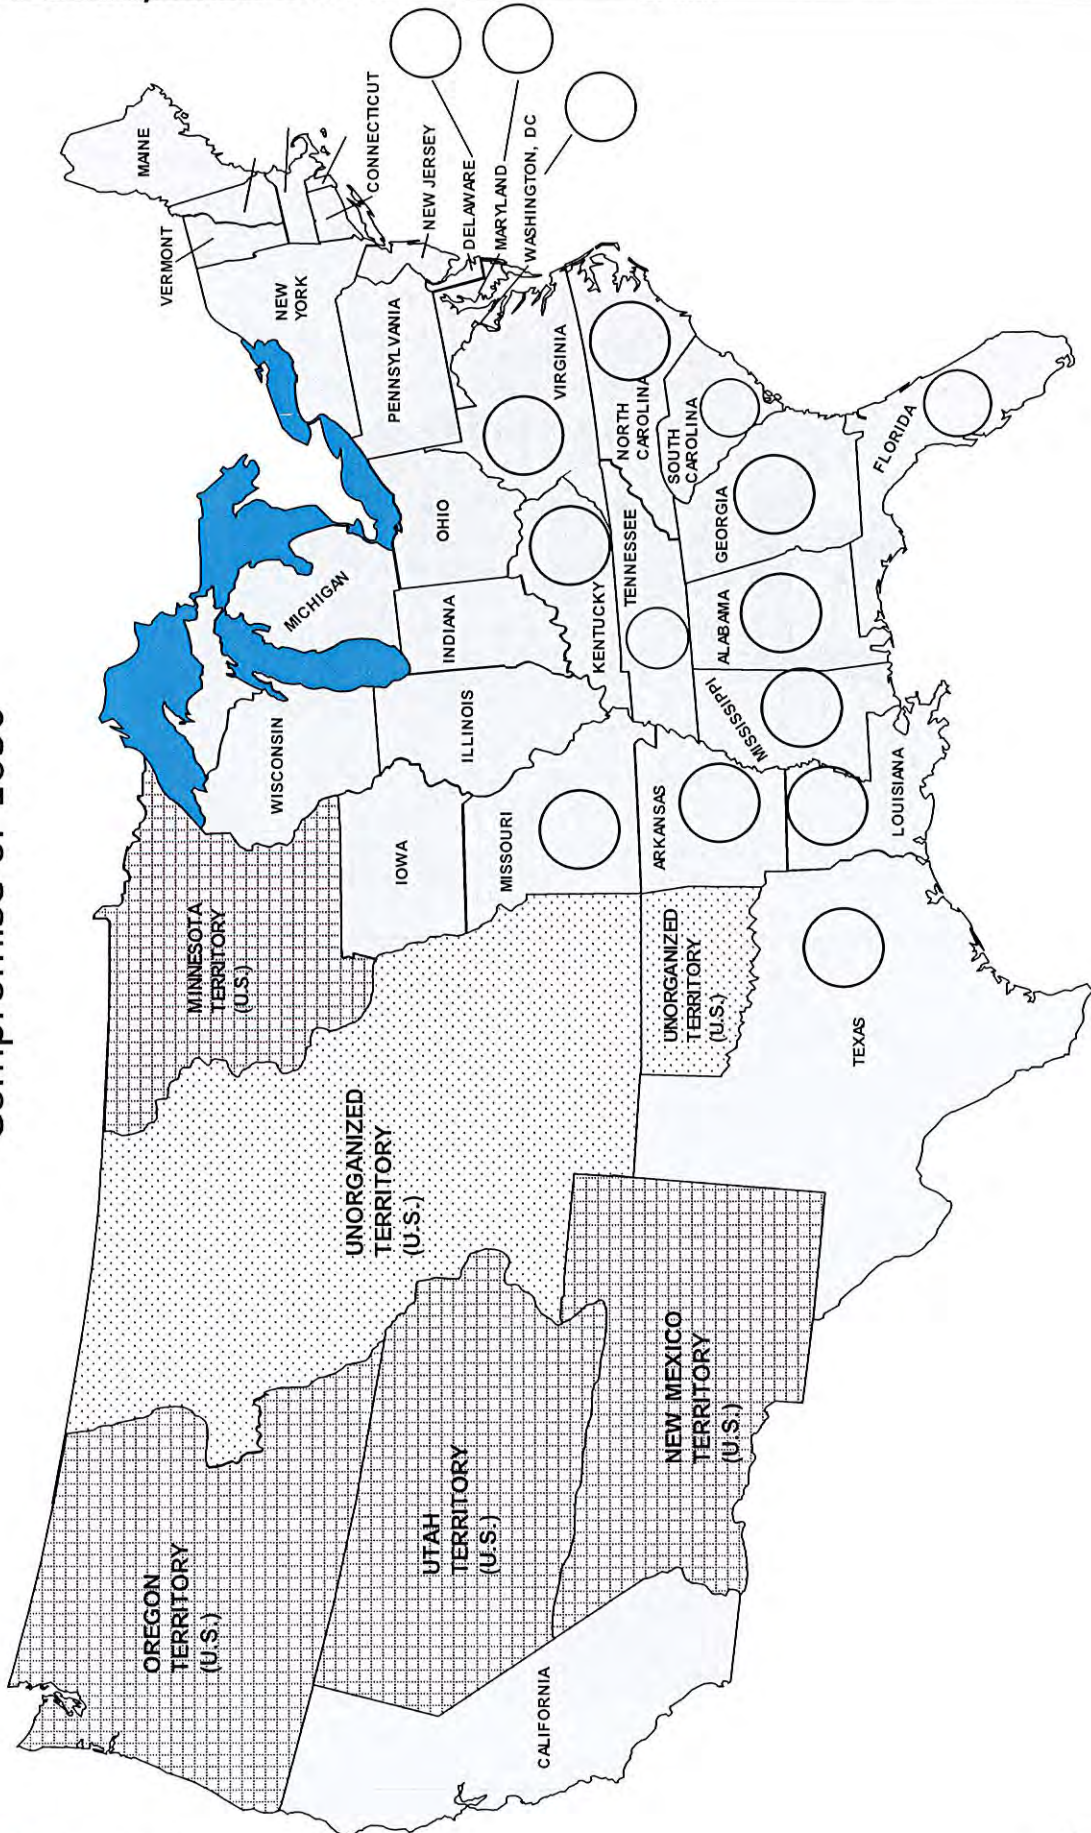 Compromise of 1850
OREGON
TERRITORY
(U.S.)
MINNESOTA
TERRITORY
(U.S.)
UNORGANIZED
TERRITORY
(U.S.)
UTAH
TERRITORY
(U.S.)
NEW MEXICO
TERRITORY
(U.S.)
UNORGANIZED
TERRITORY
(U.S.)
CALIFORNIA
TEXAS
IOWA
MISSOURI
ARKANSAS
LOUISIANA
WISCONSIN
ILLINOIS
MICHIGAN
INDIANA
OHIO
KENTUCKY
TENNESSEE
MISSISSIPPI
ALABAMA
GEORGIA
FLORIDA
SOUTH
CAROLINA
NORTH
CAROLINA
VIRGINIA
PENNSYLVANIA
NEW
YORK
VERMONT
MAINE
CONNECTICUT
NEW JERSEY
DELAWARE
MARYLAND
WASHINGTON, DC